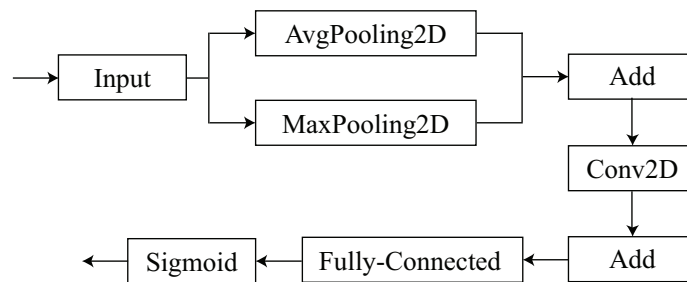 AvgPooling2D
Input
Add
MaxPooling2D
Conv2D
Sigmoid
Fully-Connected
Add